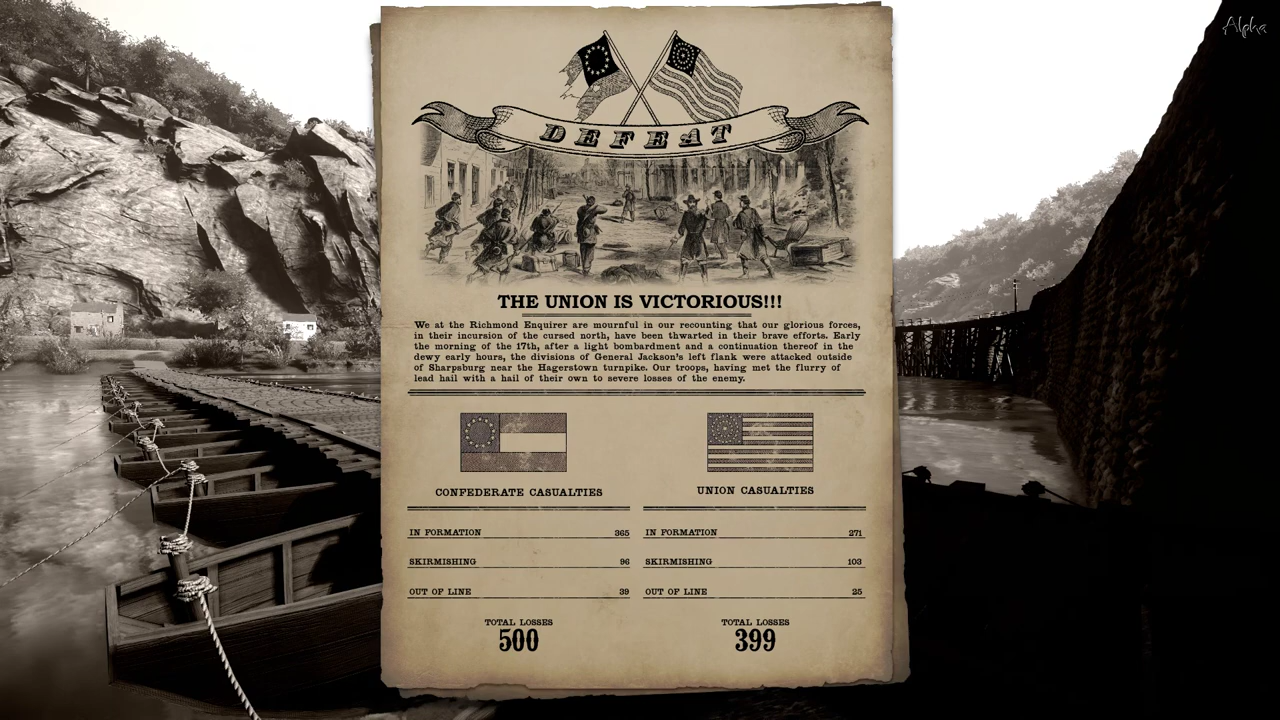 Alpha
DEFEAT
THE UNION IS VICTORIOUS!!!
We at the Richmond Enquirer are mournful in our recounting that our glorious forces,
in their incursion of the cursed north, have been thwarted in their brave efforts. Early
the morning of the 17th, after a light bombardment and a continuation thereof in the
dewy early hours, the divisions of General Jackson's left flank were attacked outside
of Sharpsburg near the Hagerstown turnpike. Our troops, having met the flurry of
lead hail with a hail of their own to severe losses of the enemy.
CONFEDERATE CASUALTIES
IN FORMATION 365
SKIRMISHING 96
OUT OF LINE 39
TOTAL LOSSES
500
UNION CASUALTIES
IN FORMATION 271
SKIRMISHING 103
OUT OF LINE 25
TOTAL LOSSES
399